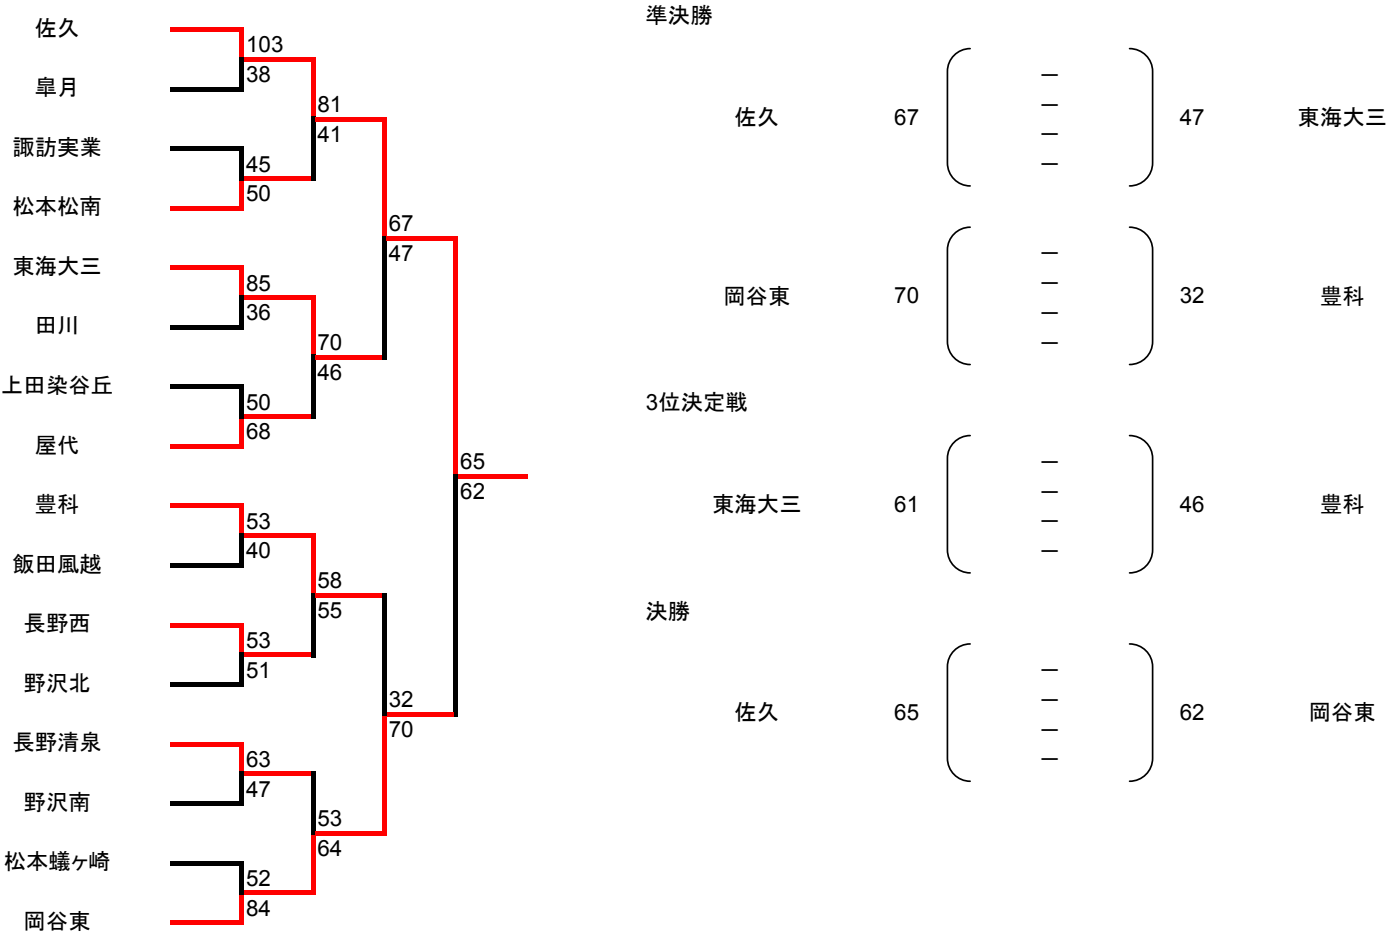 佐久
103
38
皐月
81
41
諏訪実業
45
50
松本松南
67
47
東海大三
85
36
田川
70
46
上田染谷丘
50
68
屋代
65
62
豊科
53
40
飯田風越
58
55
長野西
53
51
野沢北
32
70
長野清泉
63
47
野沢南
53
64
松本蟻ヶ崎
52
84
岡谷東
準決勝
佐久 67 47 東海大三
岡谷東 70 32 豊科
3位決定戦
東海大三 61 46 豊科
決勝
佐久 65 62 岡谷東